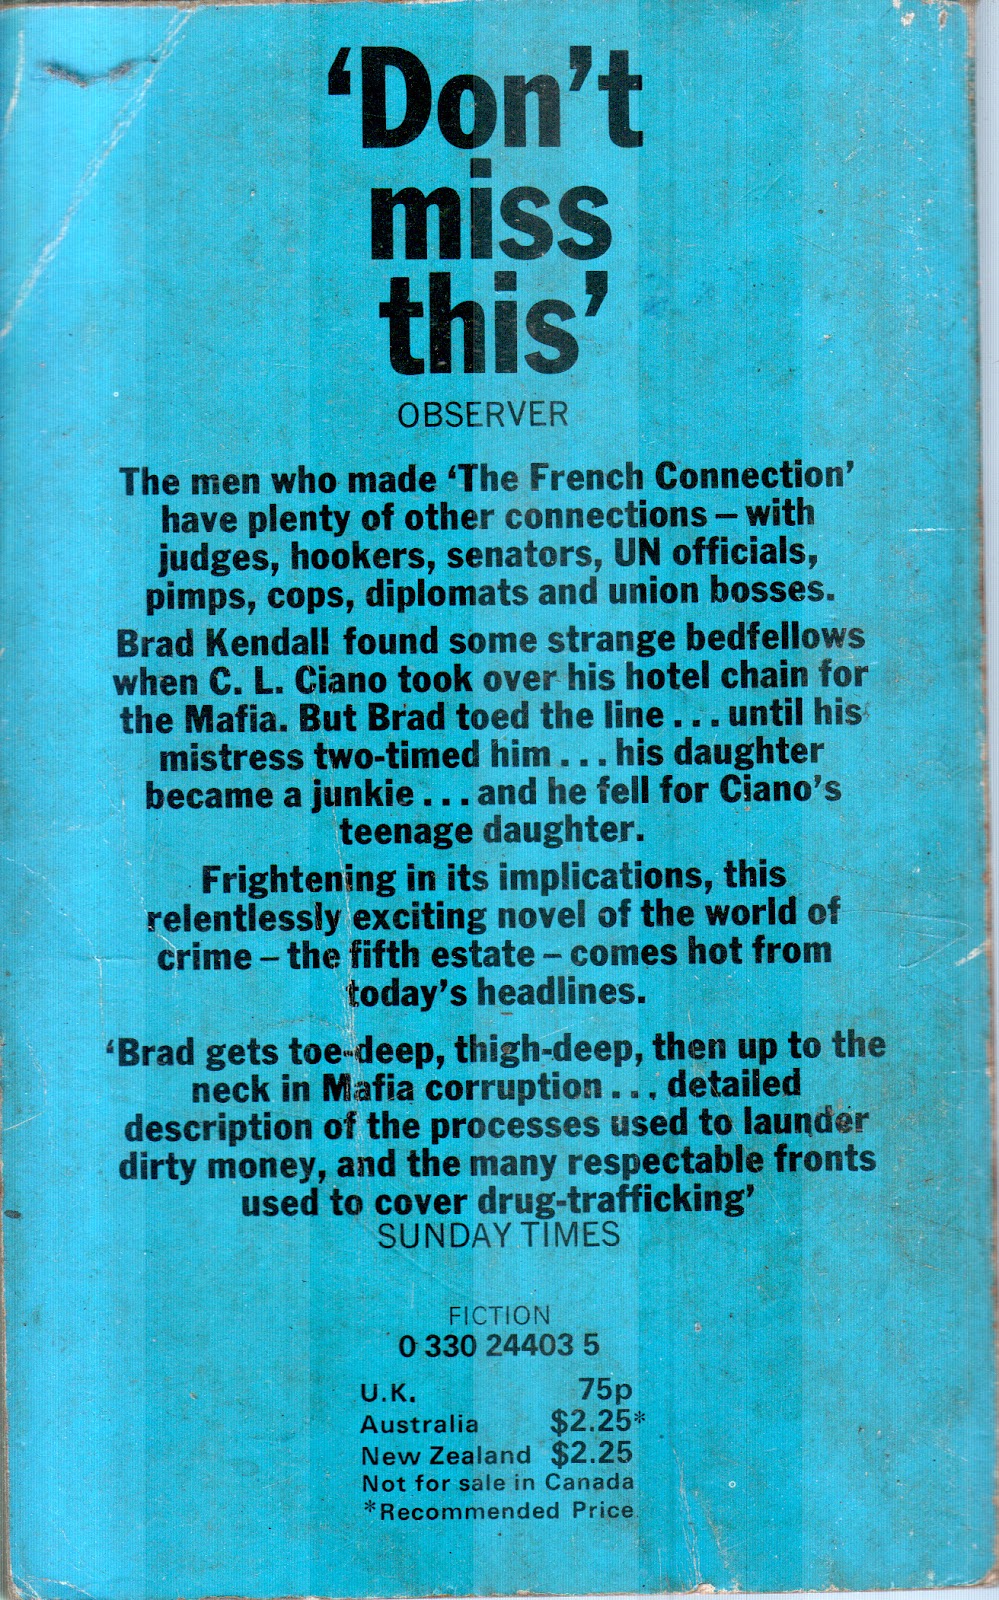 ‘Don’t
miss
this’
OBSERVER
The men who made ‘The French Connection’
have plenty of other connections – with
judges, hookers, senators, UN officials,
pimps, cops, diplomats and union bosses.
Brad Kendall found some strange bedfellows
when C. L. Ciano took over his hotel chain for
the Mafia. But Brad toed the line . . . until his
mistress two-timed him . . . his daughter
became a junkie . . . and he fell for Ciano’s
teenage daughter.
Frightening in its implications, this
relentlessly exciting novel of the world of
crime – the fifth estate – comes hot from
today’s headlines.
‘Brad gets toe-deep, thigh-deep, then up to the
neck in Mafia corruption . . . detailed
description of the processes used to launder
dirty money, and the many respectable fronts
used to cover drug-trafficking’
SUNDAY TIMES
FICTION
0 330 24403 5
U.K. 75p
Australia $2.25*
New Zealand $2.25
Not for sale in Canada
*Recommended Price